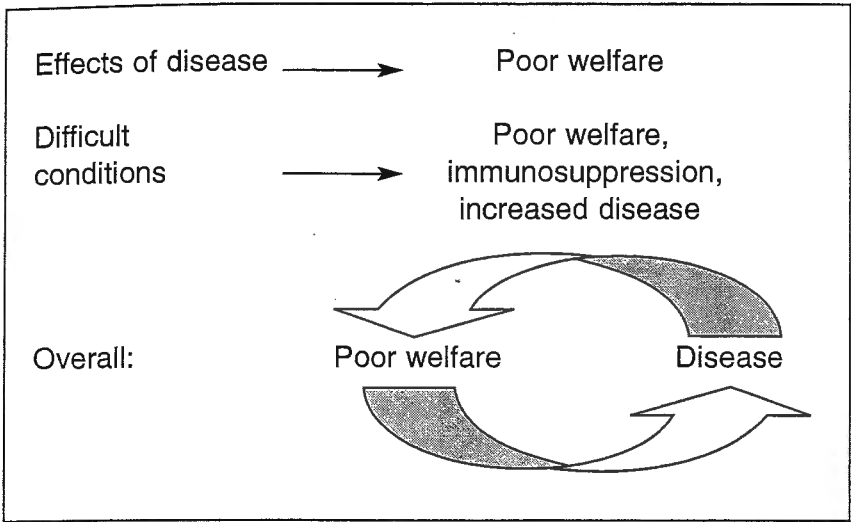 Effects of disease
Poor welfare
Difficult
conditions
Poor welfare,
immunosuppression,
increased disease
Overall:
Poor welfare
Disease